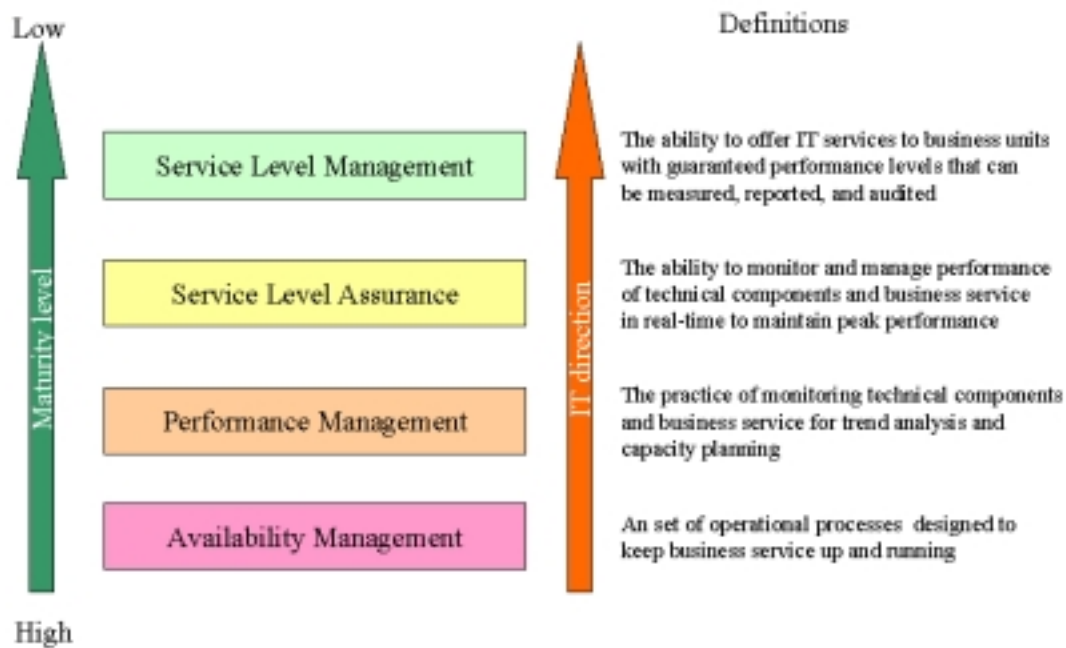 Low
Definitions
Service Level Management
The ability to offer IT services to business units
with guaranteed performance levels that can
be measured, reported, and audited
Service Level Assurance
The ability to monitor and manage performance
of technical components and business service
in real-time to maintain peak performance
Maturity level
IT direction
Performance Management
The practice of monitoring technical components
and business service for trend analysis and
capacity planning
Availability Management
An set of operational processes designed to
keep business service up and running
High